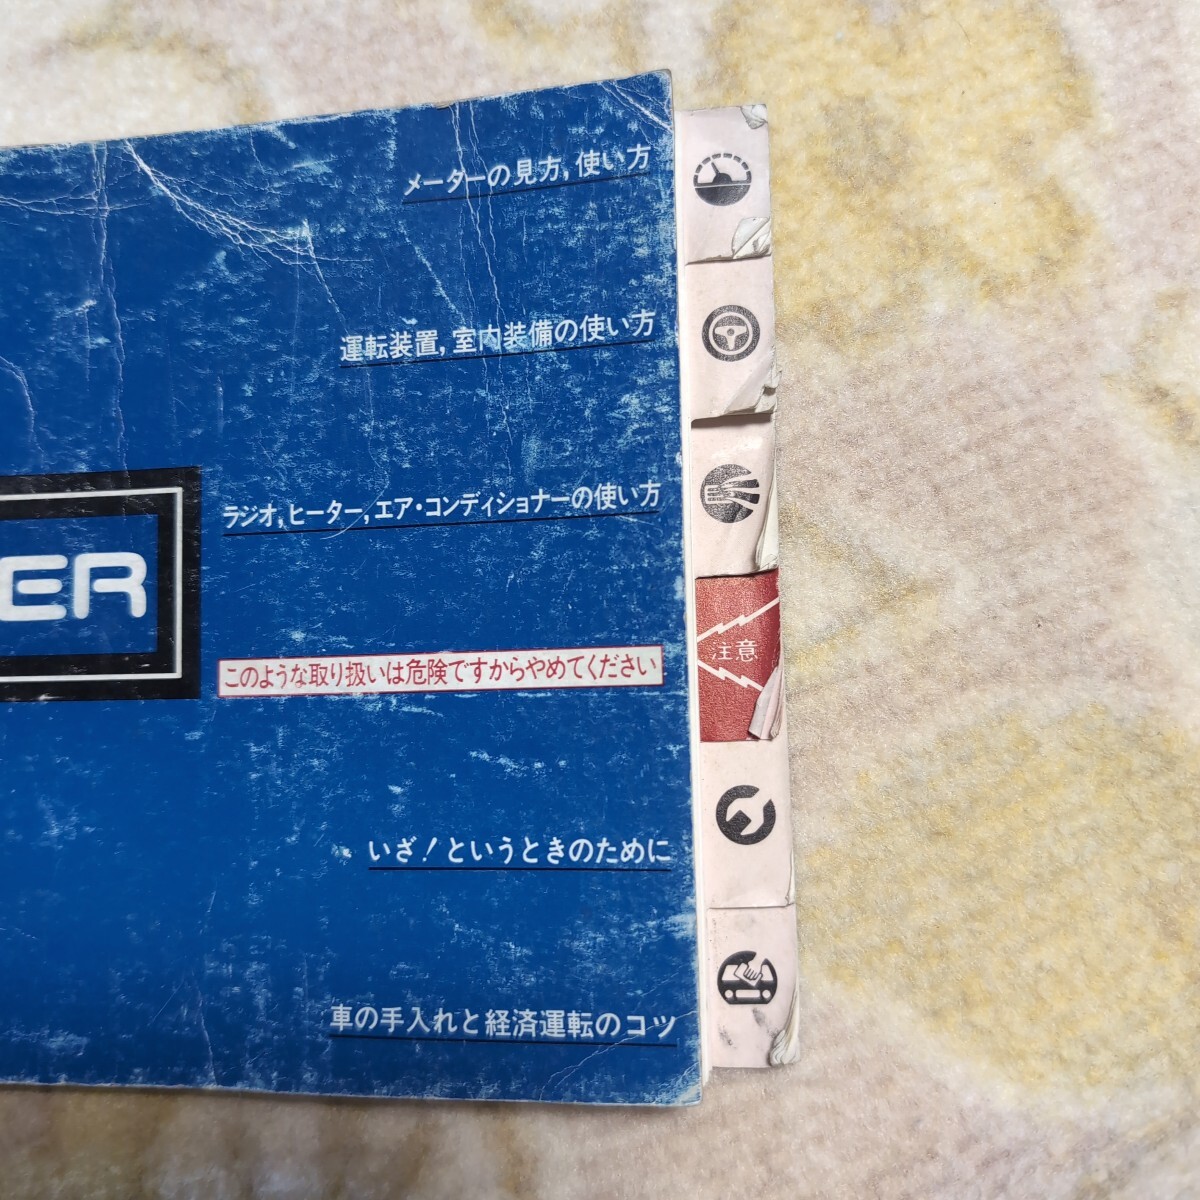 メーターの見方,使い方
運転装置,室内装備の使い方
ラジオ,ヒーター,エア・コンディショナーの使い方
ER
このような取り扱いは危険ですからやめてください
注意
いざ!というときのために
車の手入れと経済運転のコツ